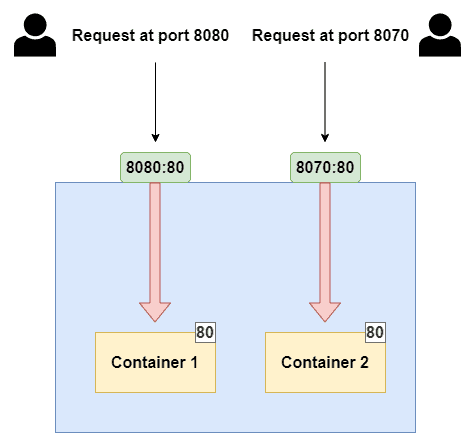 Request at port 8080
Request at port 8070
8080:80
8070:80
80
80
Container 1
Container 2